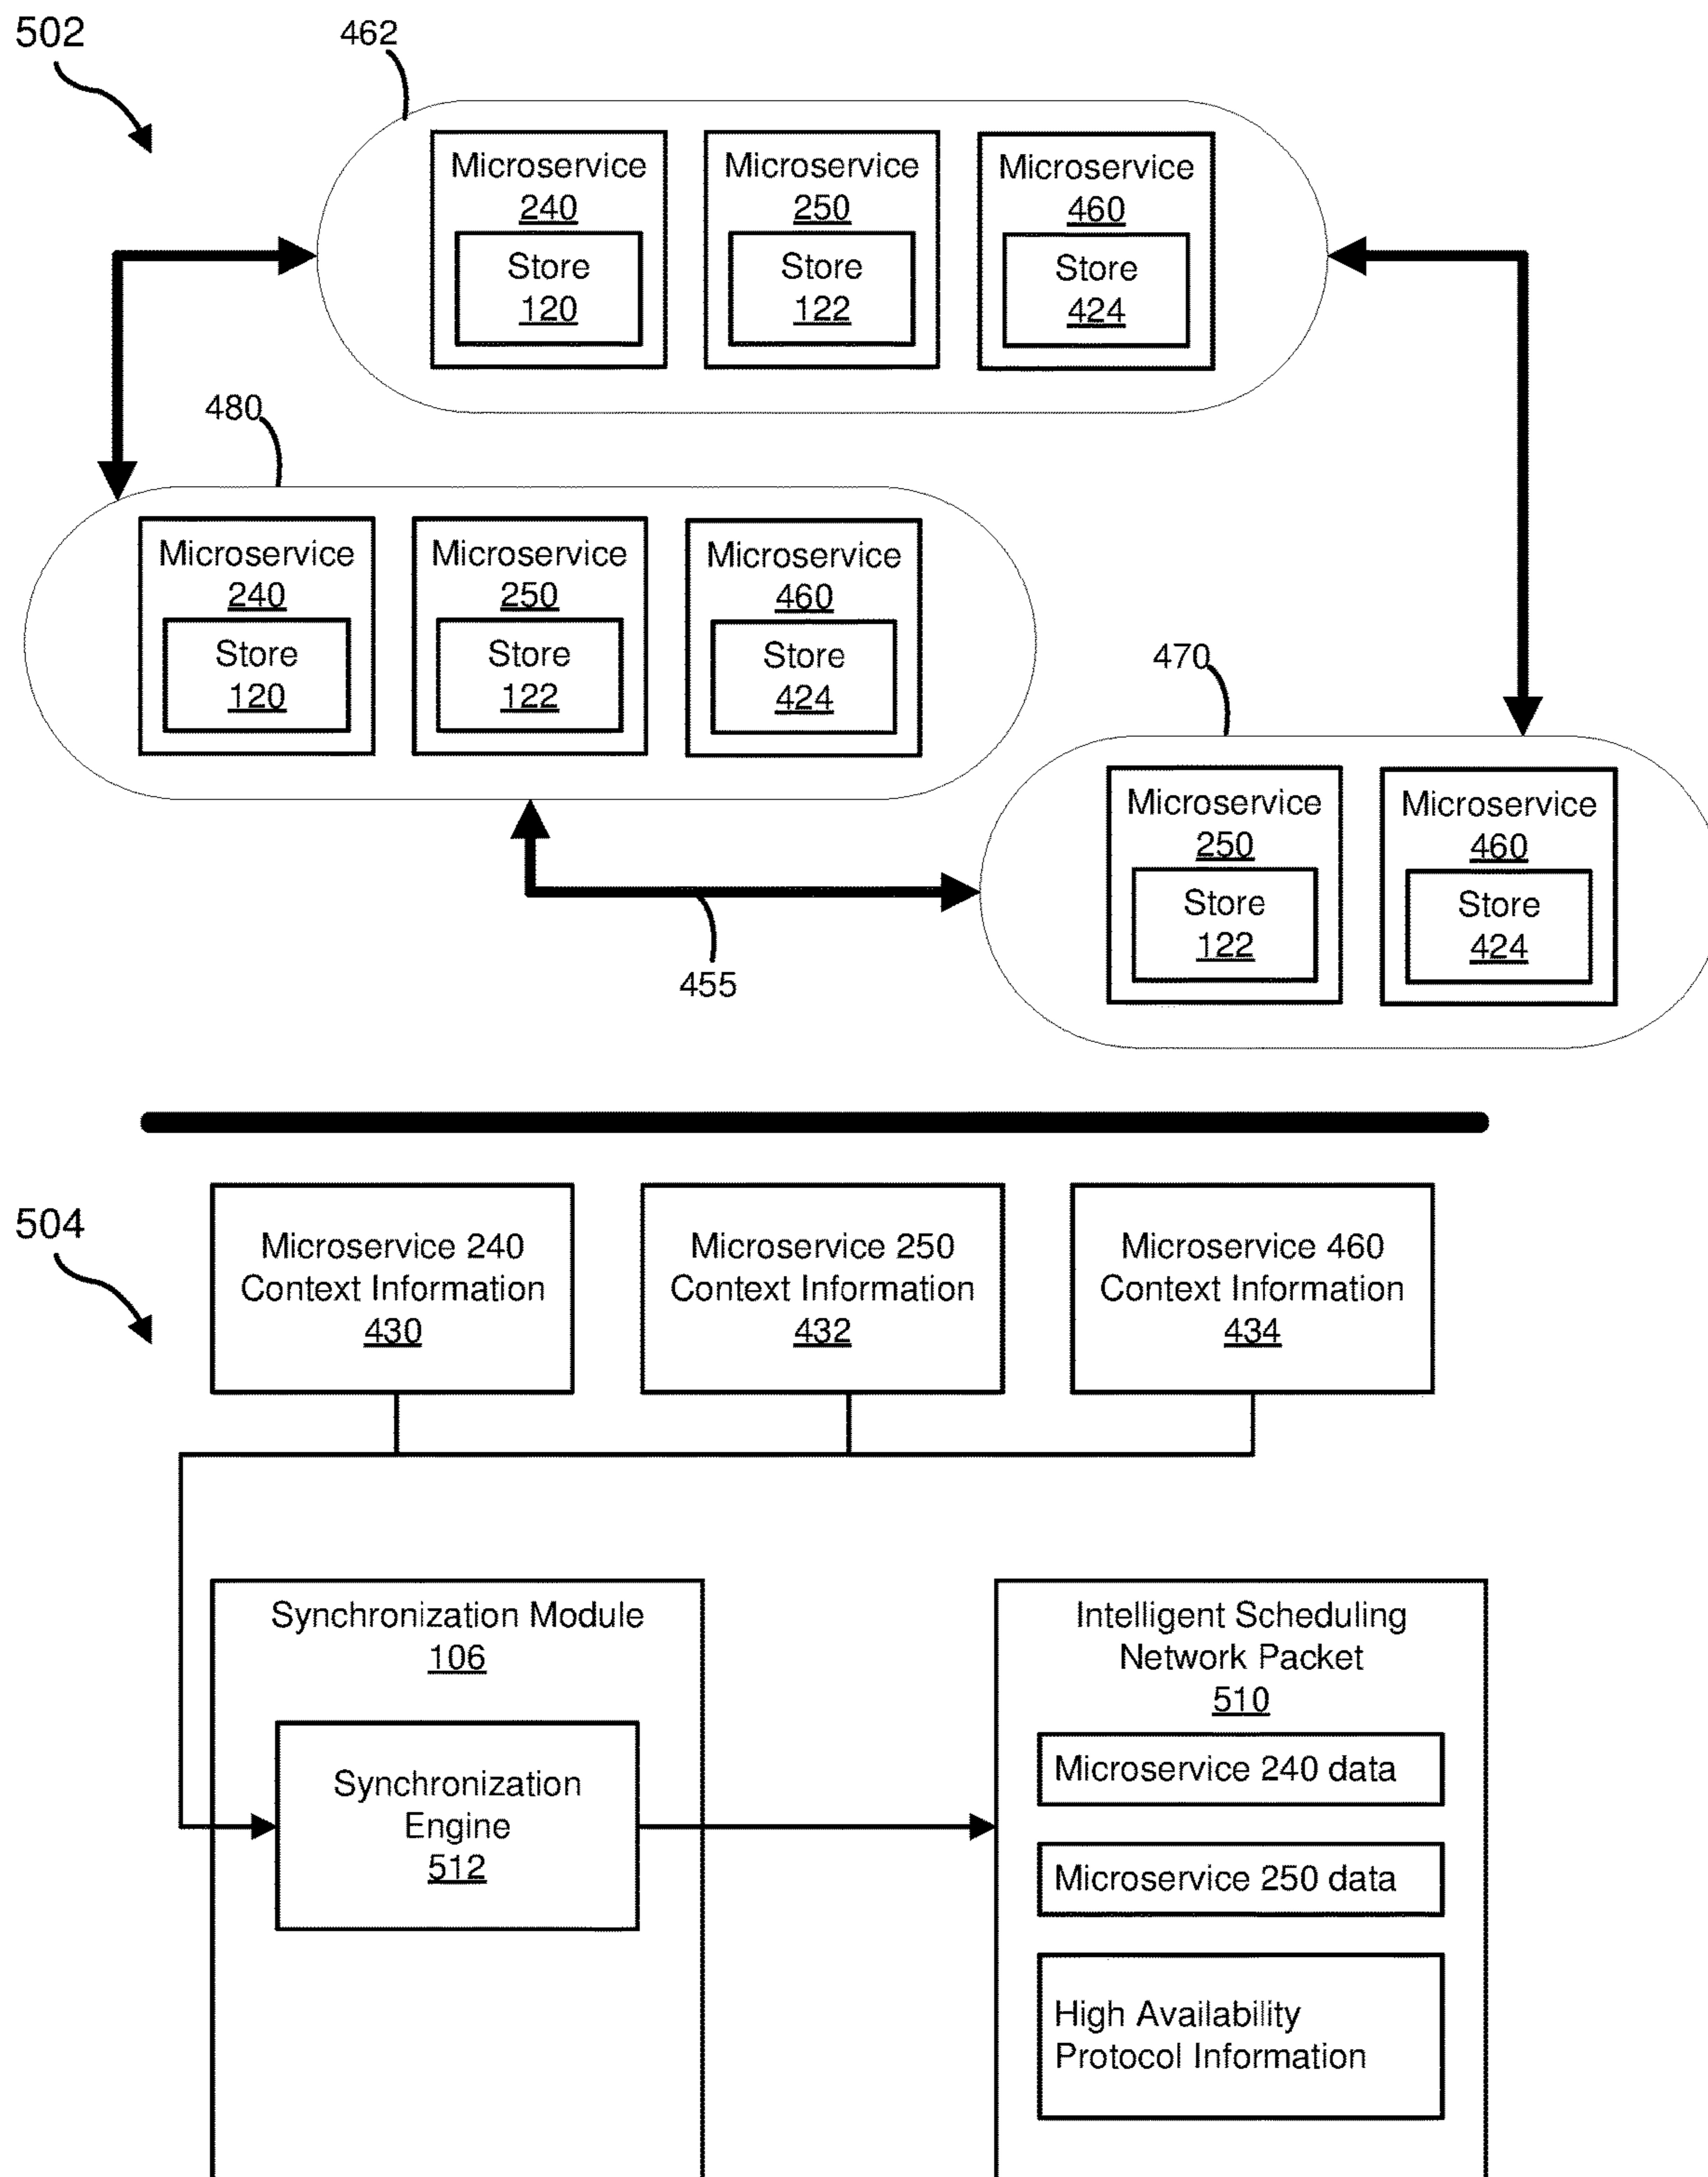 502
462
Microservice
240
Store
120
Microservice
250
Store
122
Microservice
460
Store
424
480
Microservice
240
Store
120
Microservice
250
Store
122
Microservice
460
Store
424
470
Microservice
250
Store
122
Microservice
460
Store
424
455
504
Microservice 240
Context Information
430
Microservice 250
Context Information
432
Microservice 460
Context Information
434
Synchronization Module
106
Synchronization
Engine
512
Intelligent Scheduling
Network Packet
510
Microservice 240 data
Microservice 250 data
High Availability
Protocol Information